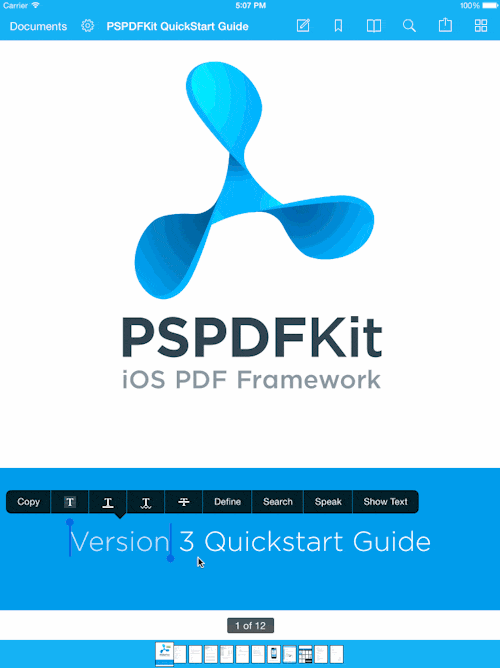 Carrier 5:07 PM 100%
Documents PSPDFKit QuickStart Guide
PSPDFKit
iOS PDF Framework
Copy T T T T Define Search Speak Show Text
Version 3 Quickstart Guide
1 of 12